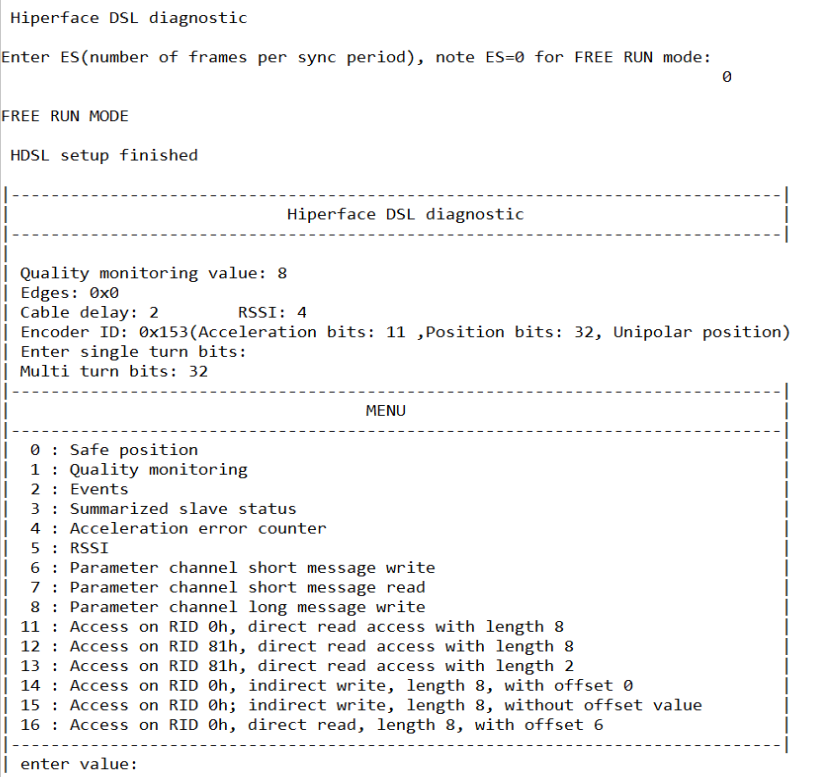 Hiperface DSL diagnostic
Enter ES(number of frames per sync period), note ES=0 for FREE RUN mode:
0
FREE RUN MODE
HDSL setup finished
|------------------------------------------------------------------------------|
| Hiperface DSL diagnostic |
|------------------------------------------------------------------------------|
|
| Quality monitoring value: 8
| Edges: 0x0
| Cable delay: 2 RSSI: 4
| Encoder ID: 0x153(Acceleration bits: 11 ,Position bits: 32, Unipolar position)
| Enter single turn bits:
| Multi turn bits: 32
|------------------------------------------------------------------------------|
| MENU |
|------------------------------------------------------------------------------|
| 0 : Safe position |
| 1 : Quality monitoring |
| 2 : Events |
| 3 : Summarized slave status |
| 4 : Acceleration error counter |
| 5 : RSSI |
| 6 : Parameter channel short message write |
| 7 : Parameter channel short message read |
| 8 : Parameter channel long message write |
| 11 : Access on RID 0h, direct read access with length 8 |
| 12 : Access on RID 81h, direct read access with length 8 |
| 13 : Access on RID 81h, direct read access with length 2 |
| 14 : Access on RID 0h, indirect write, length 8, with offset 0 |
| 15 : Access on RID 0h; indirect write, length 8, without offset value |
| 16 : Access on RID 0h, direct read, length 8, with offset 6 |
|------------------------------------------------------------------------------|
| enter value: